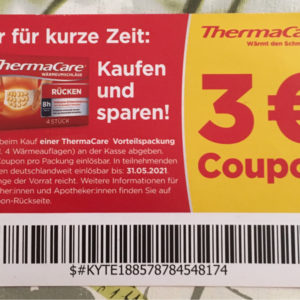 r für kurze Zeit:
ThermaCare
Wärmt den Schm
ThermaCare
WÄRMEUMSCHLÄGE
RÜCKEN
8h
4 STÜCK
Kaufen
und
sparen!
3 €
Coupo
beim Kauf einer ThermaCare Vorteilspackung
. 4 Wärmeauflagen) an der Kasse abgeben.
Coupon pro Packung einlösbar. In teilnehmenden
en deutschlandweit einlösbar bis: 31.05.2021.
nge der Vorrat reicht. Weitere Informationen für
her:innen und Apotheker:innen finden Sie auf
on-Rückseite.
$#KYTE188578784548174